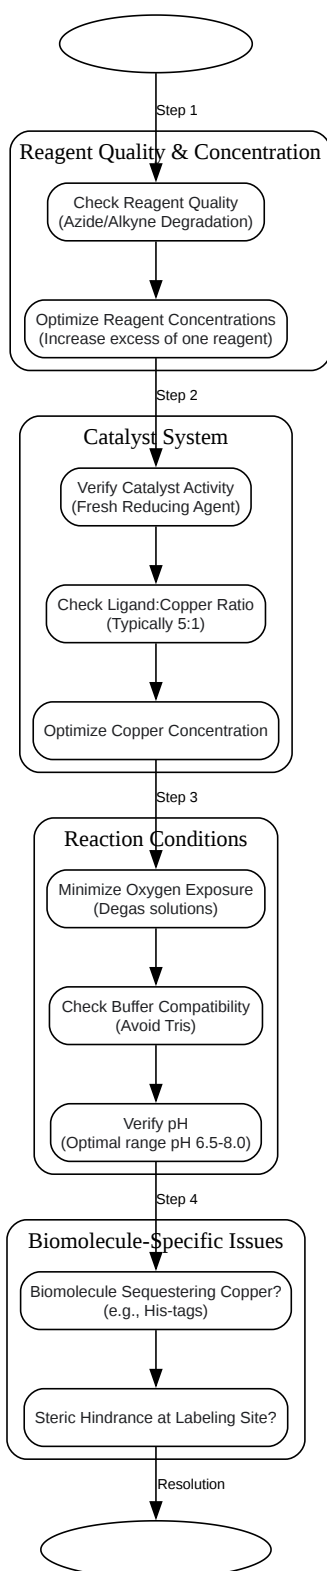 Step 1
Reagent Quality & Concentration
Check Reagent Quality
(Azide/Alkyne Degradation)
Optimize Reagent Concentrations
(Increase excess of one reagent)
Step 2
Catalyst System
Verify Catalyst Activity
(Fresh Reducing Agent)
Check Ligand:Copper Ratio
(Typically 5:1)
Optimize Copper Concentration
Step 3
Reaction Conditions
Minimize Oxygen Exposure
(Degas solutions)
Check Buffer Compatibility
(Avoid Tris)
Verify pH
(Optimal range pH 6.5-8.0)
Step 4
Biomolecule-Specific Issues
Biomolecule Sequestering Copper?
(e.g., His-tags)
Steric Hindrance at Labeling Site?
Resolution